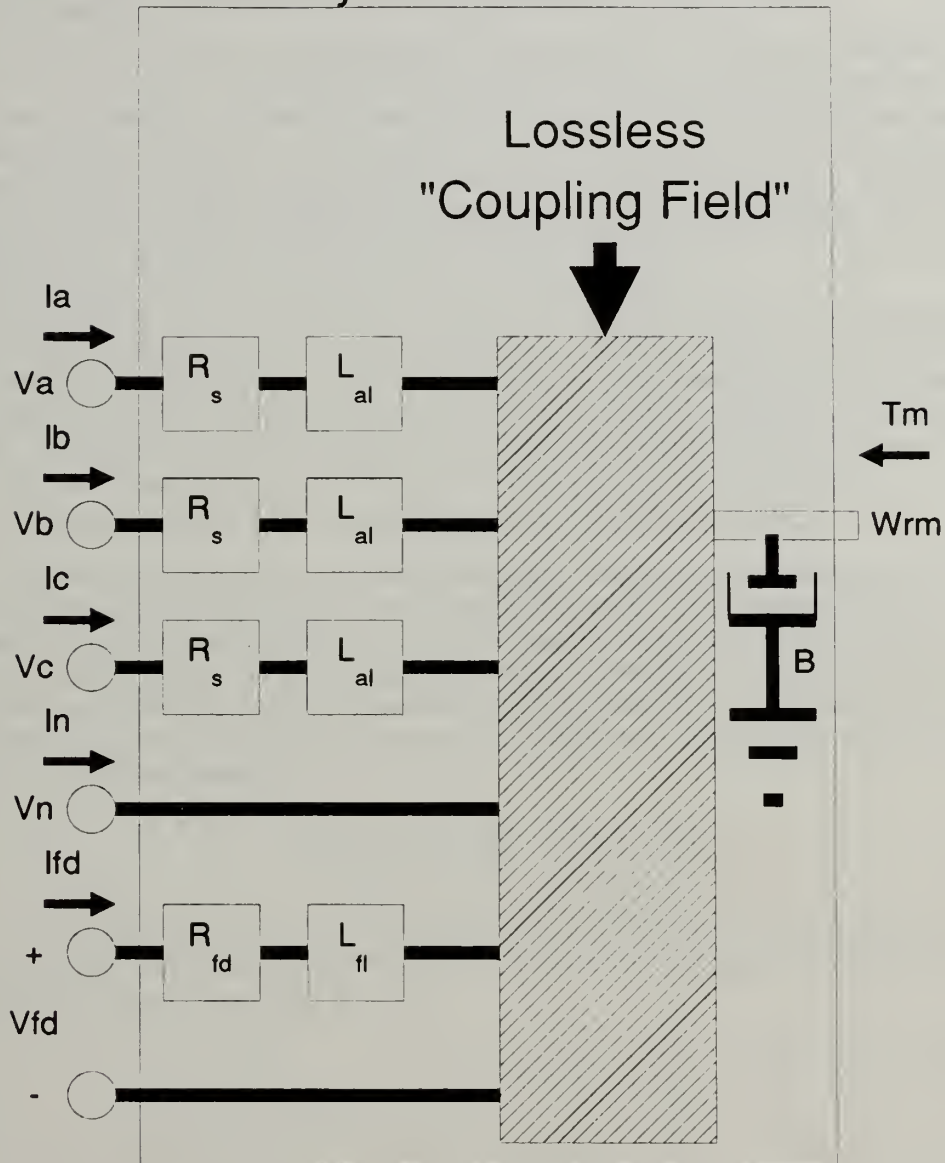 Lossless
"Coupling Field"
Ia
Va
R s
L al
Ib
Vb
R s
L al
Ic
Vc
R s
L al
In
Vn
Ifd
+
R fd
L fl
Vfd
-
Tm
Wrm
B